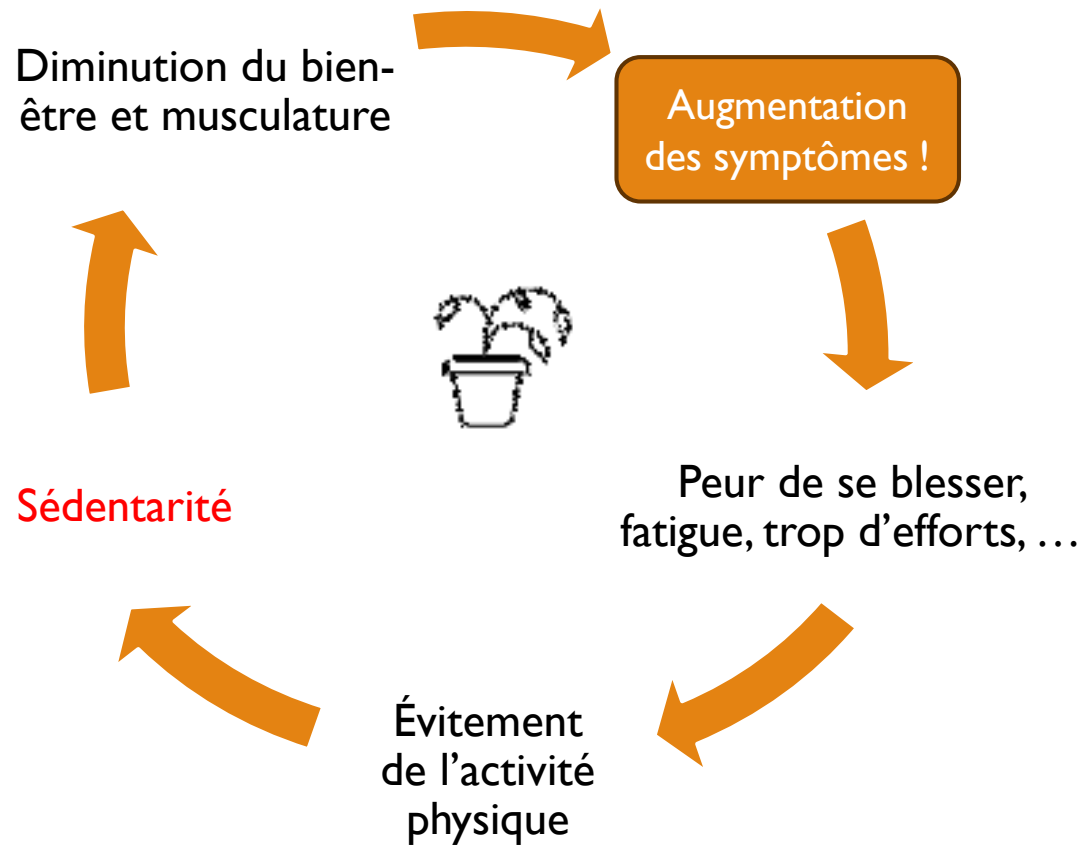 Diminution du bien-
être et musculature
Augmentation
des symptômes !
Peur de se blesser,
fatigue, trop d’efforts, …
Évitement
de l’activité
physique
Sédentarité